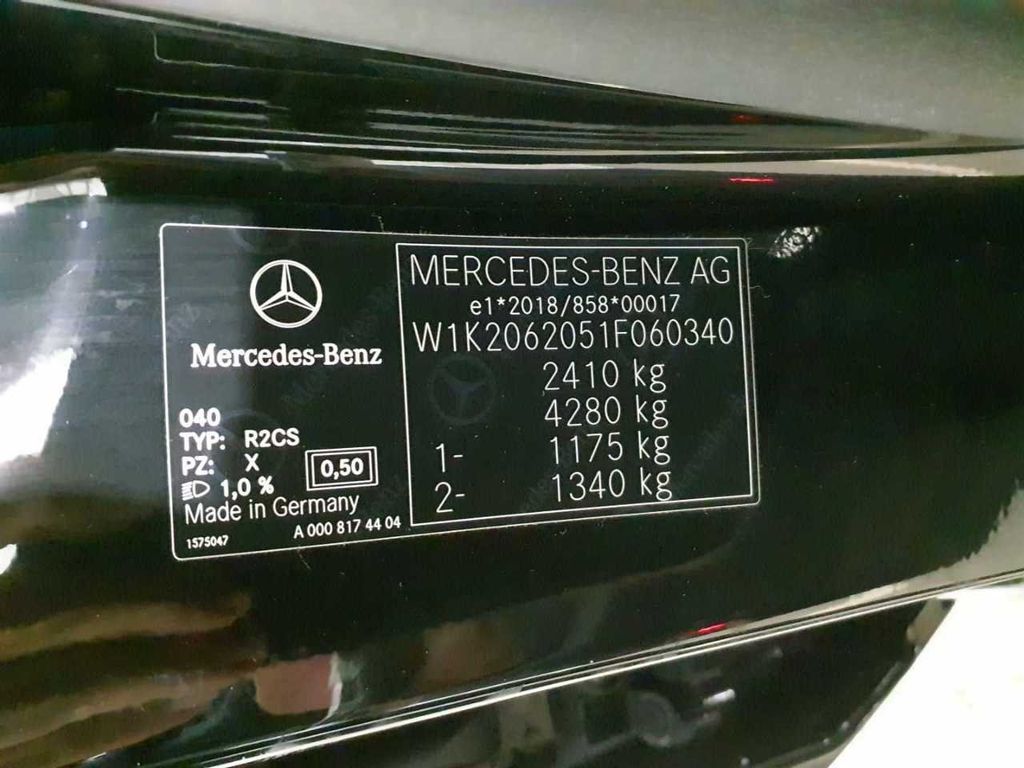 Mercedes-Benz
040
TYP: R2CS
PZ: X
1,0 %
0,50
Made in Germany
1575047
A 000 817 44 04
MERCEDES-BENZ AG
e1*2018/858*00017
W1K2062051F060340
2410 kg
4280 kg
1- 1175 kg
2- 1340 kg